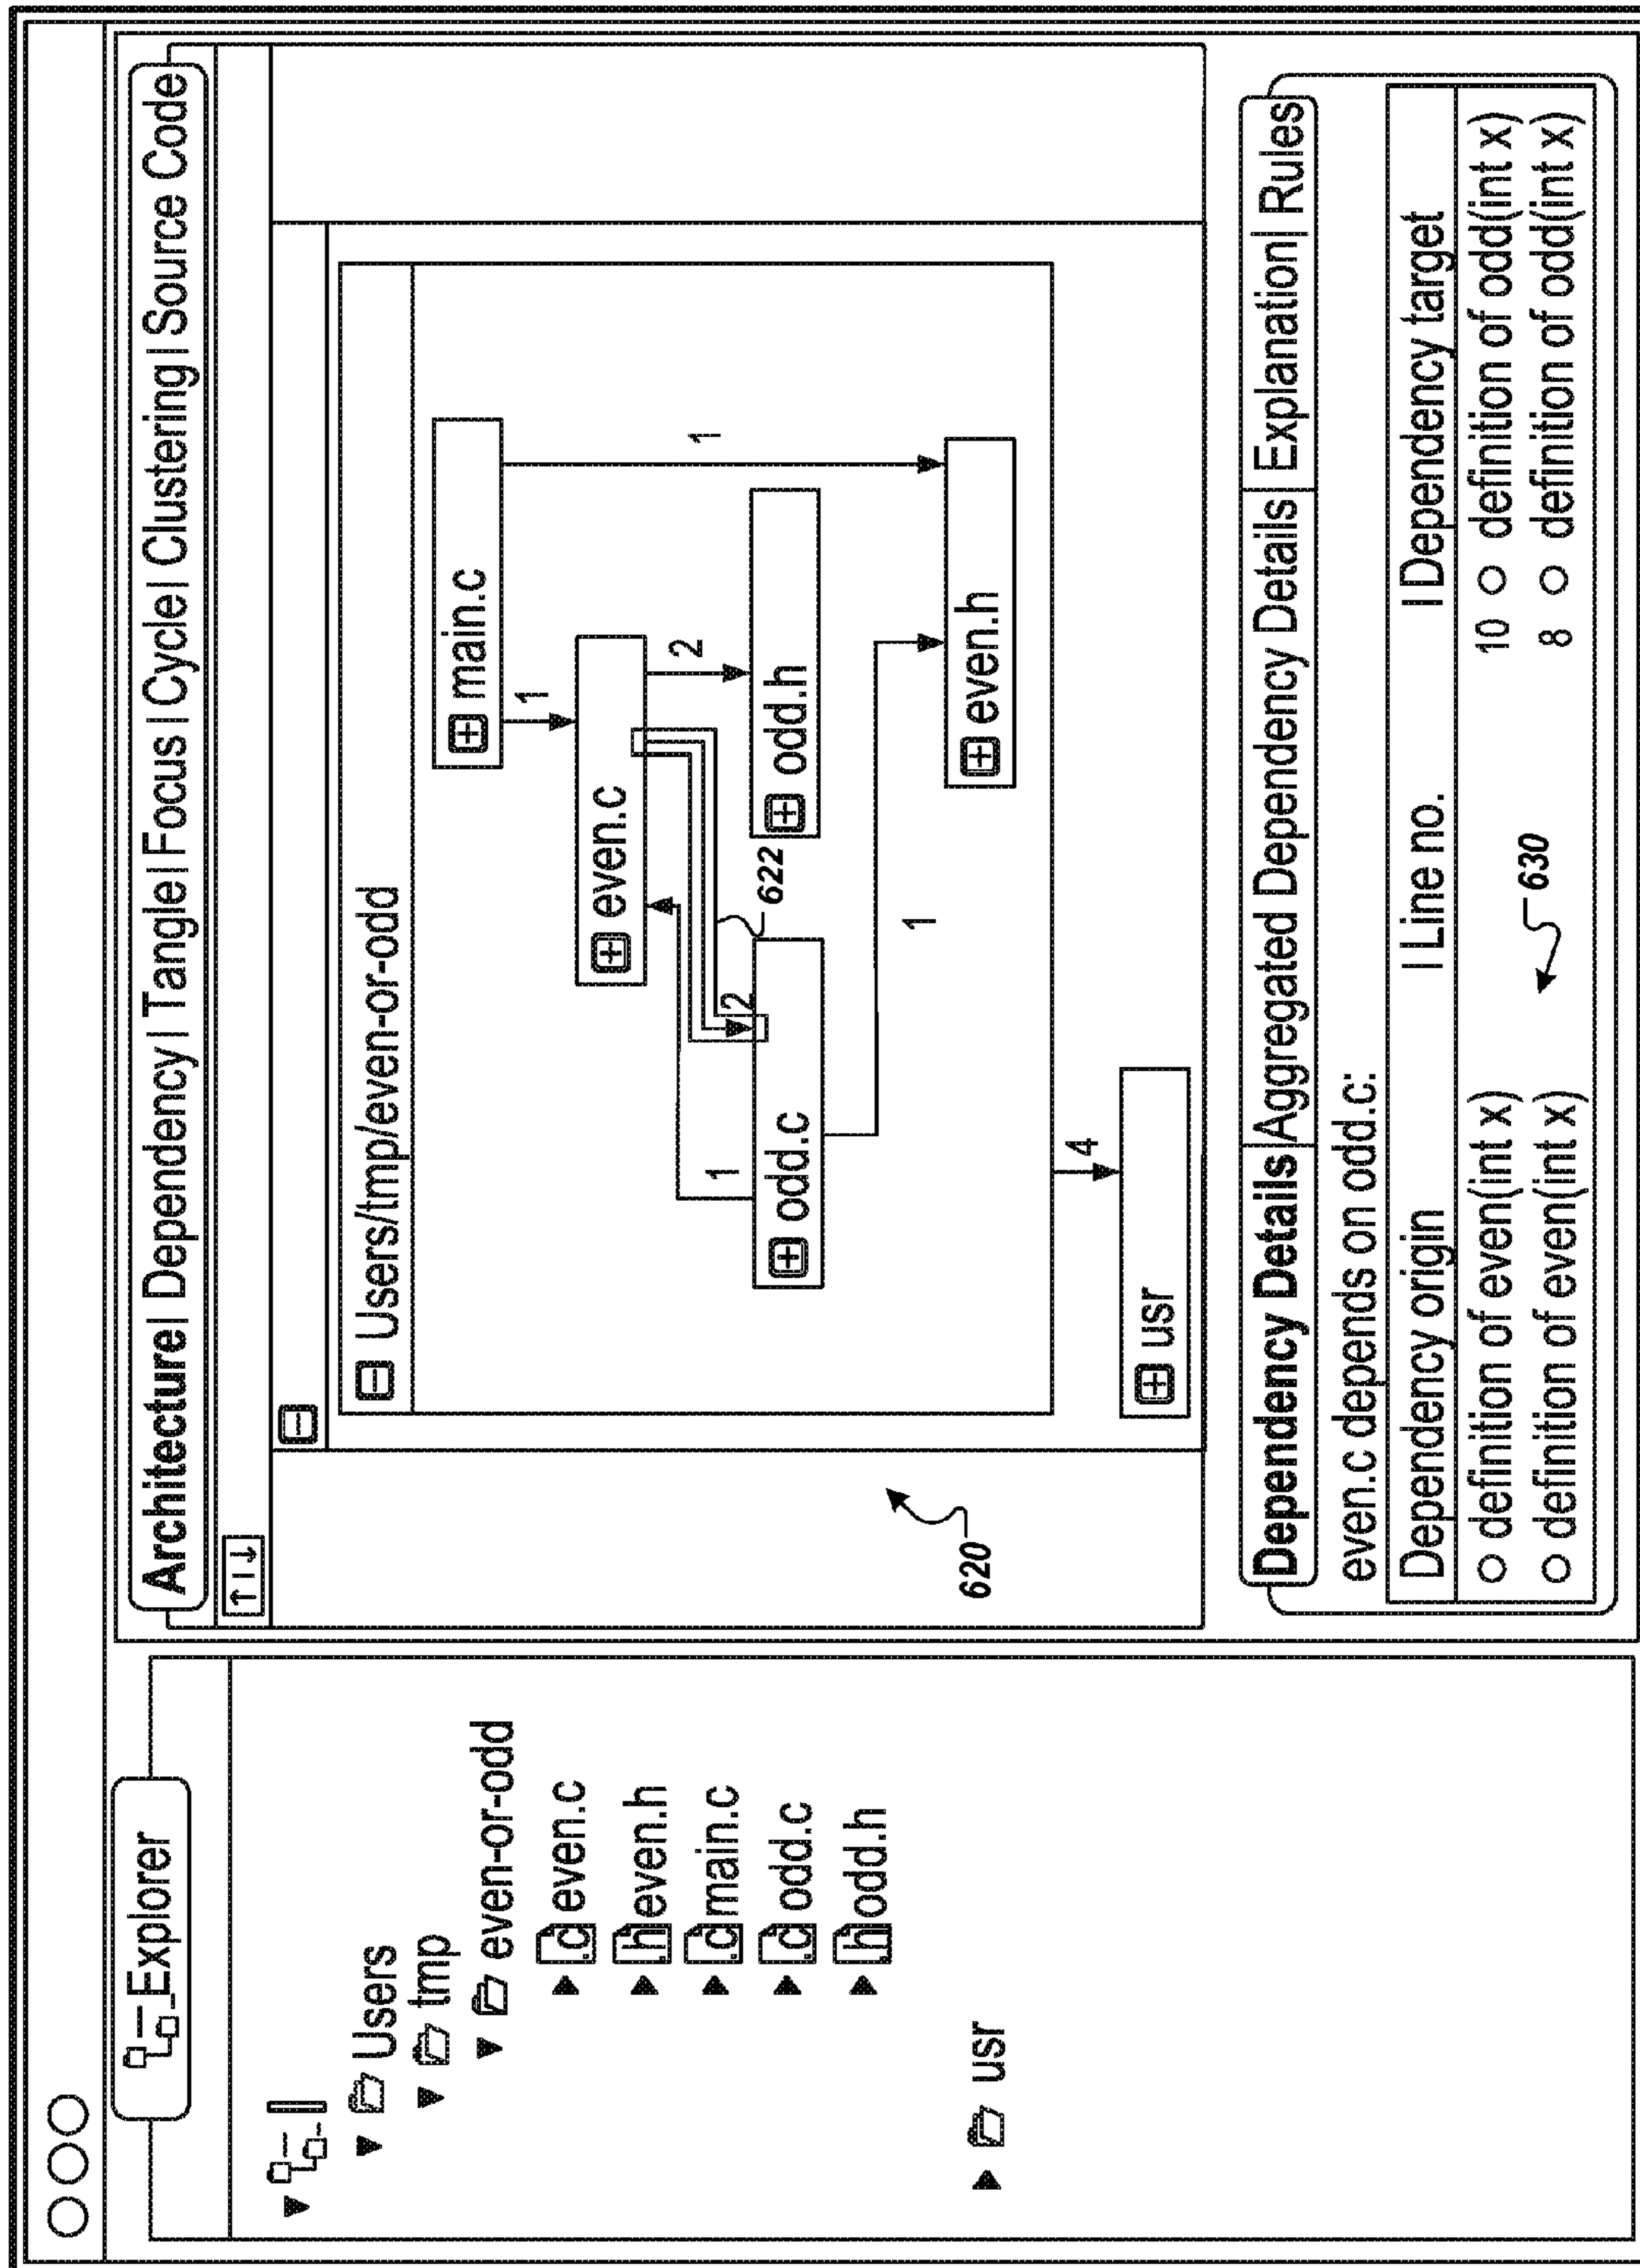 Explorer
Users
tmp
even-or-odd
.c even.c
.h even.h
.c main.c
.c odd.c
.h odd.h
usr
Architecture| Dependency | Tangle| Focus | Cycle| Clustering | Source Code
↑|↓
Users/tmp/even-or-odd
main.c
1
even.c
1
2
2
1
622
odd.h
odd.c
1
even.h
4
usr
620
Dependency Details| Aggregated Dependency Details | Explanation| Rules
even.c depends on odd.c:
Dependency origin | Line no. | Dependency target
definition of even(int x) 10 definition of odd(int x)
definition of even(int x) 8 definition of odd(int x)
630